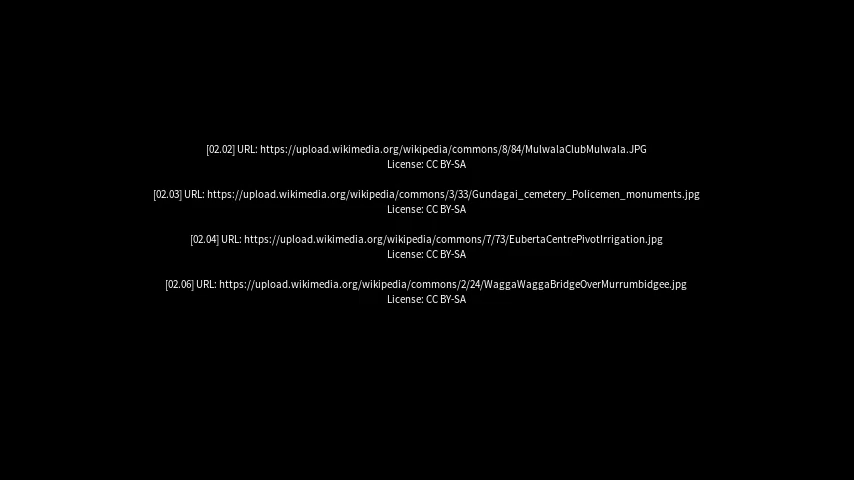 [02.02] URL: https://upload.wikimedia.org/wikipedia/commons/8/84/MulwalaClubMulwala.JPG
License: CC BY-SA
[02.03] URL: https://upload.wikimedia.org/wikipedia/commons/3/33/Gundagai_cemetery_Policemen_monuments.jpg
License: CC BY-SA
[02.04] URL: https://upload.wikimedia.org/wikipedia/commons/7/73/EubertaCentrePivotIrrigation.jpg
License: CC BY-SA
[02.06] URL: https://upload.wikimedia.org/wikipedia/commons/2/24/WaggaWaggaBridgeOverMurrumbidgee.jpg
License: CC BY-SA